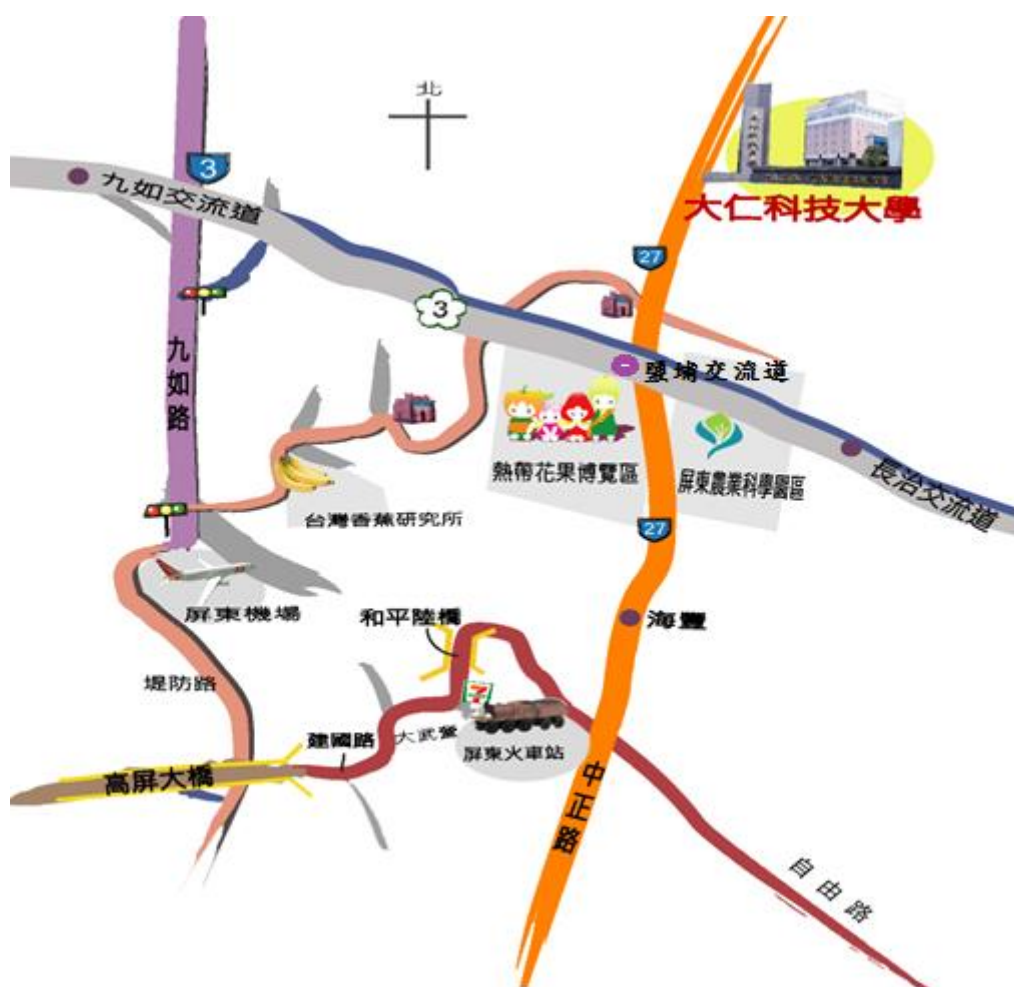 北
3
九如交流道
大仁科技大學
27
3
九如路
鹽埔交流道
熱帶花果博覽區
屏東農業科學園區
長治交流道
台灣香蕉研究所
27
屏東機場
和平陸橋
海豐
堤防路
7
建國路
大武營
屏東火車站
高屏大橋
中正路
自由路